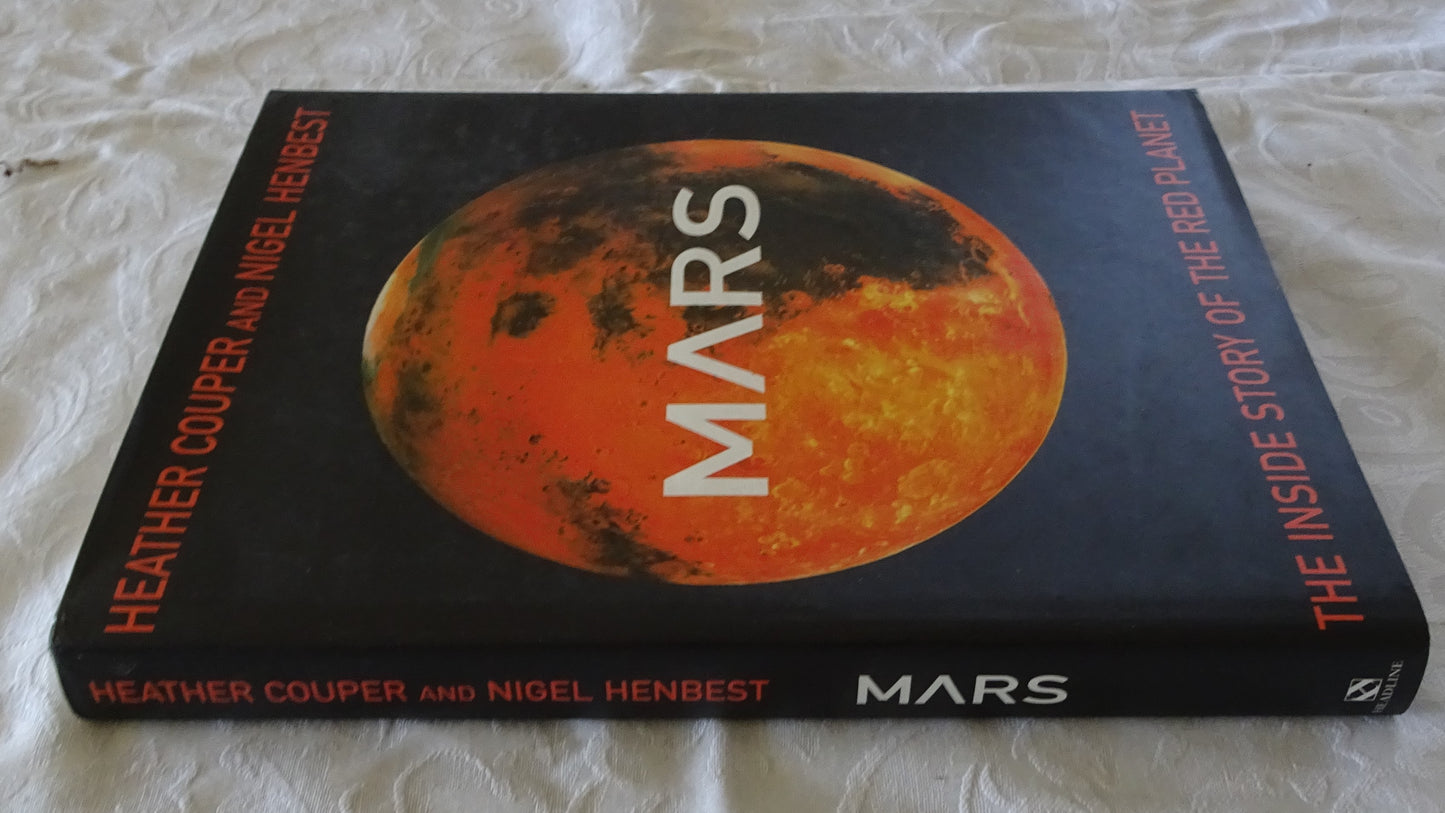 HEATHER COUPER AND NIGEL HENBEST
MARS
THE INSIDE STORY OF THE RED PLANET
HEATHER COUPER AND NIGEL HENBEST
MARS
HEADLINE